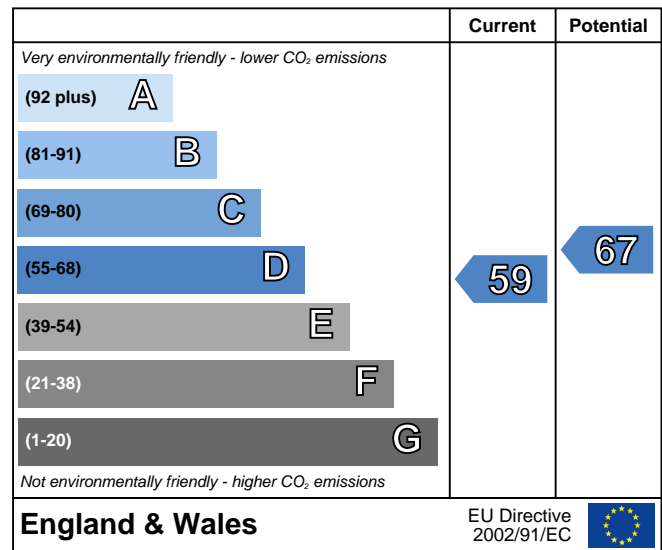 Current Potential
Very environmentally friendly - lower CO₂ emissions
(92 plus) A
(81-91) B
(69-80) C
(55-68) D
(39-54) E
(21-38) F
(1-20) G
59
67
Not environmentally friendly - higher CO₂ emissions
England & Wales
EU Directive
2002/91/EC